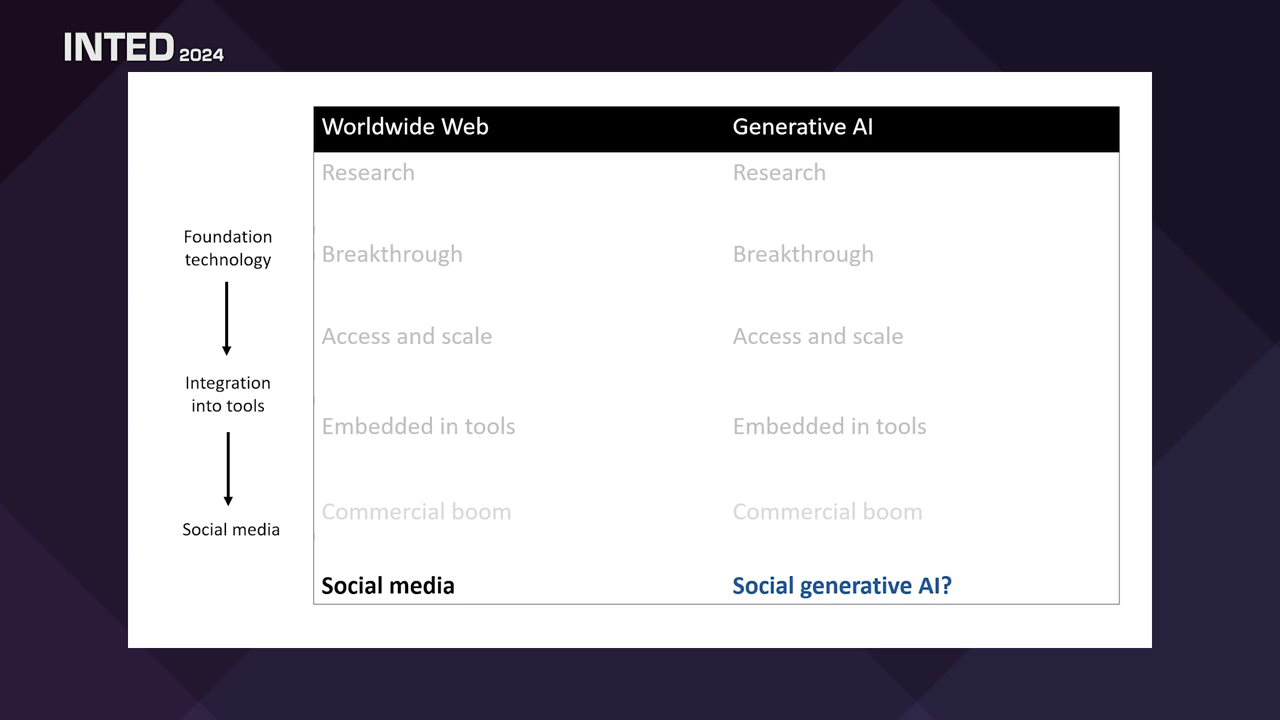 INTED 2024
Worldwide Web Generative AI
Research Research
Foundation
technology
Breakthrough Breakthrough
Access and scale Access and scale
Integration
into tools
Embedded in tools Embedded in tools
Commercial boom Commercial boom
Social media
Social media Social generative AI?